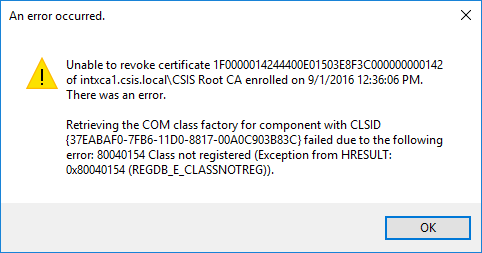 An error occurred.
Unable to revoke certificate 1F0000014244400E01503E8F3C000000000142
of intxca1.csis.local\CSIS Root CA enrolled on 9/1/2016 12:36:06 PM.
There was an error.
Retrieving the COM class factory for component with CLSID
{37EABAF0-7FB6-11D0-8817-00A0C903B83C} failed due to the following
error: 80040154 Class not registered (Exception from HRESULT:
0x80040154 (REGDB_E_CLASSNOTREG)).
OK